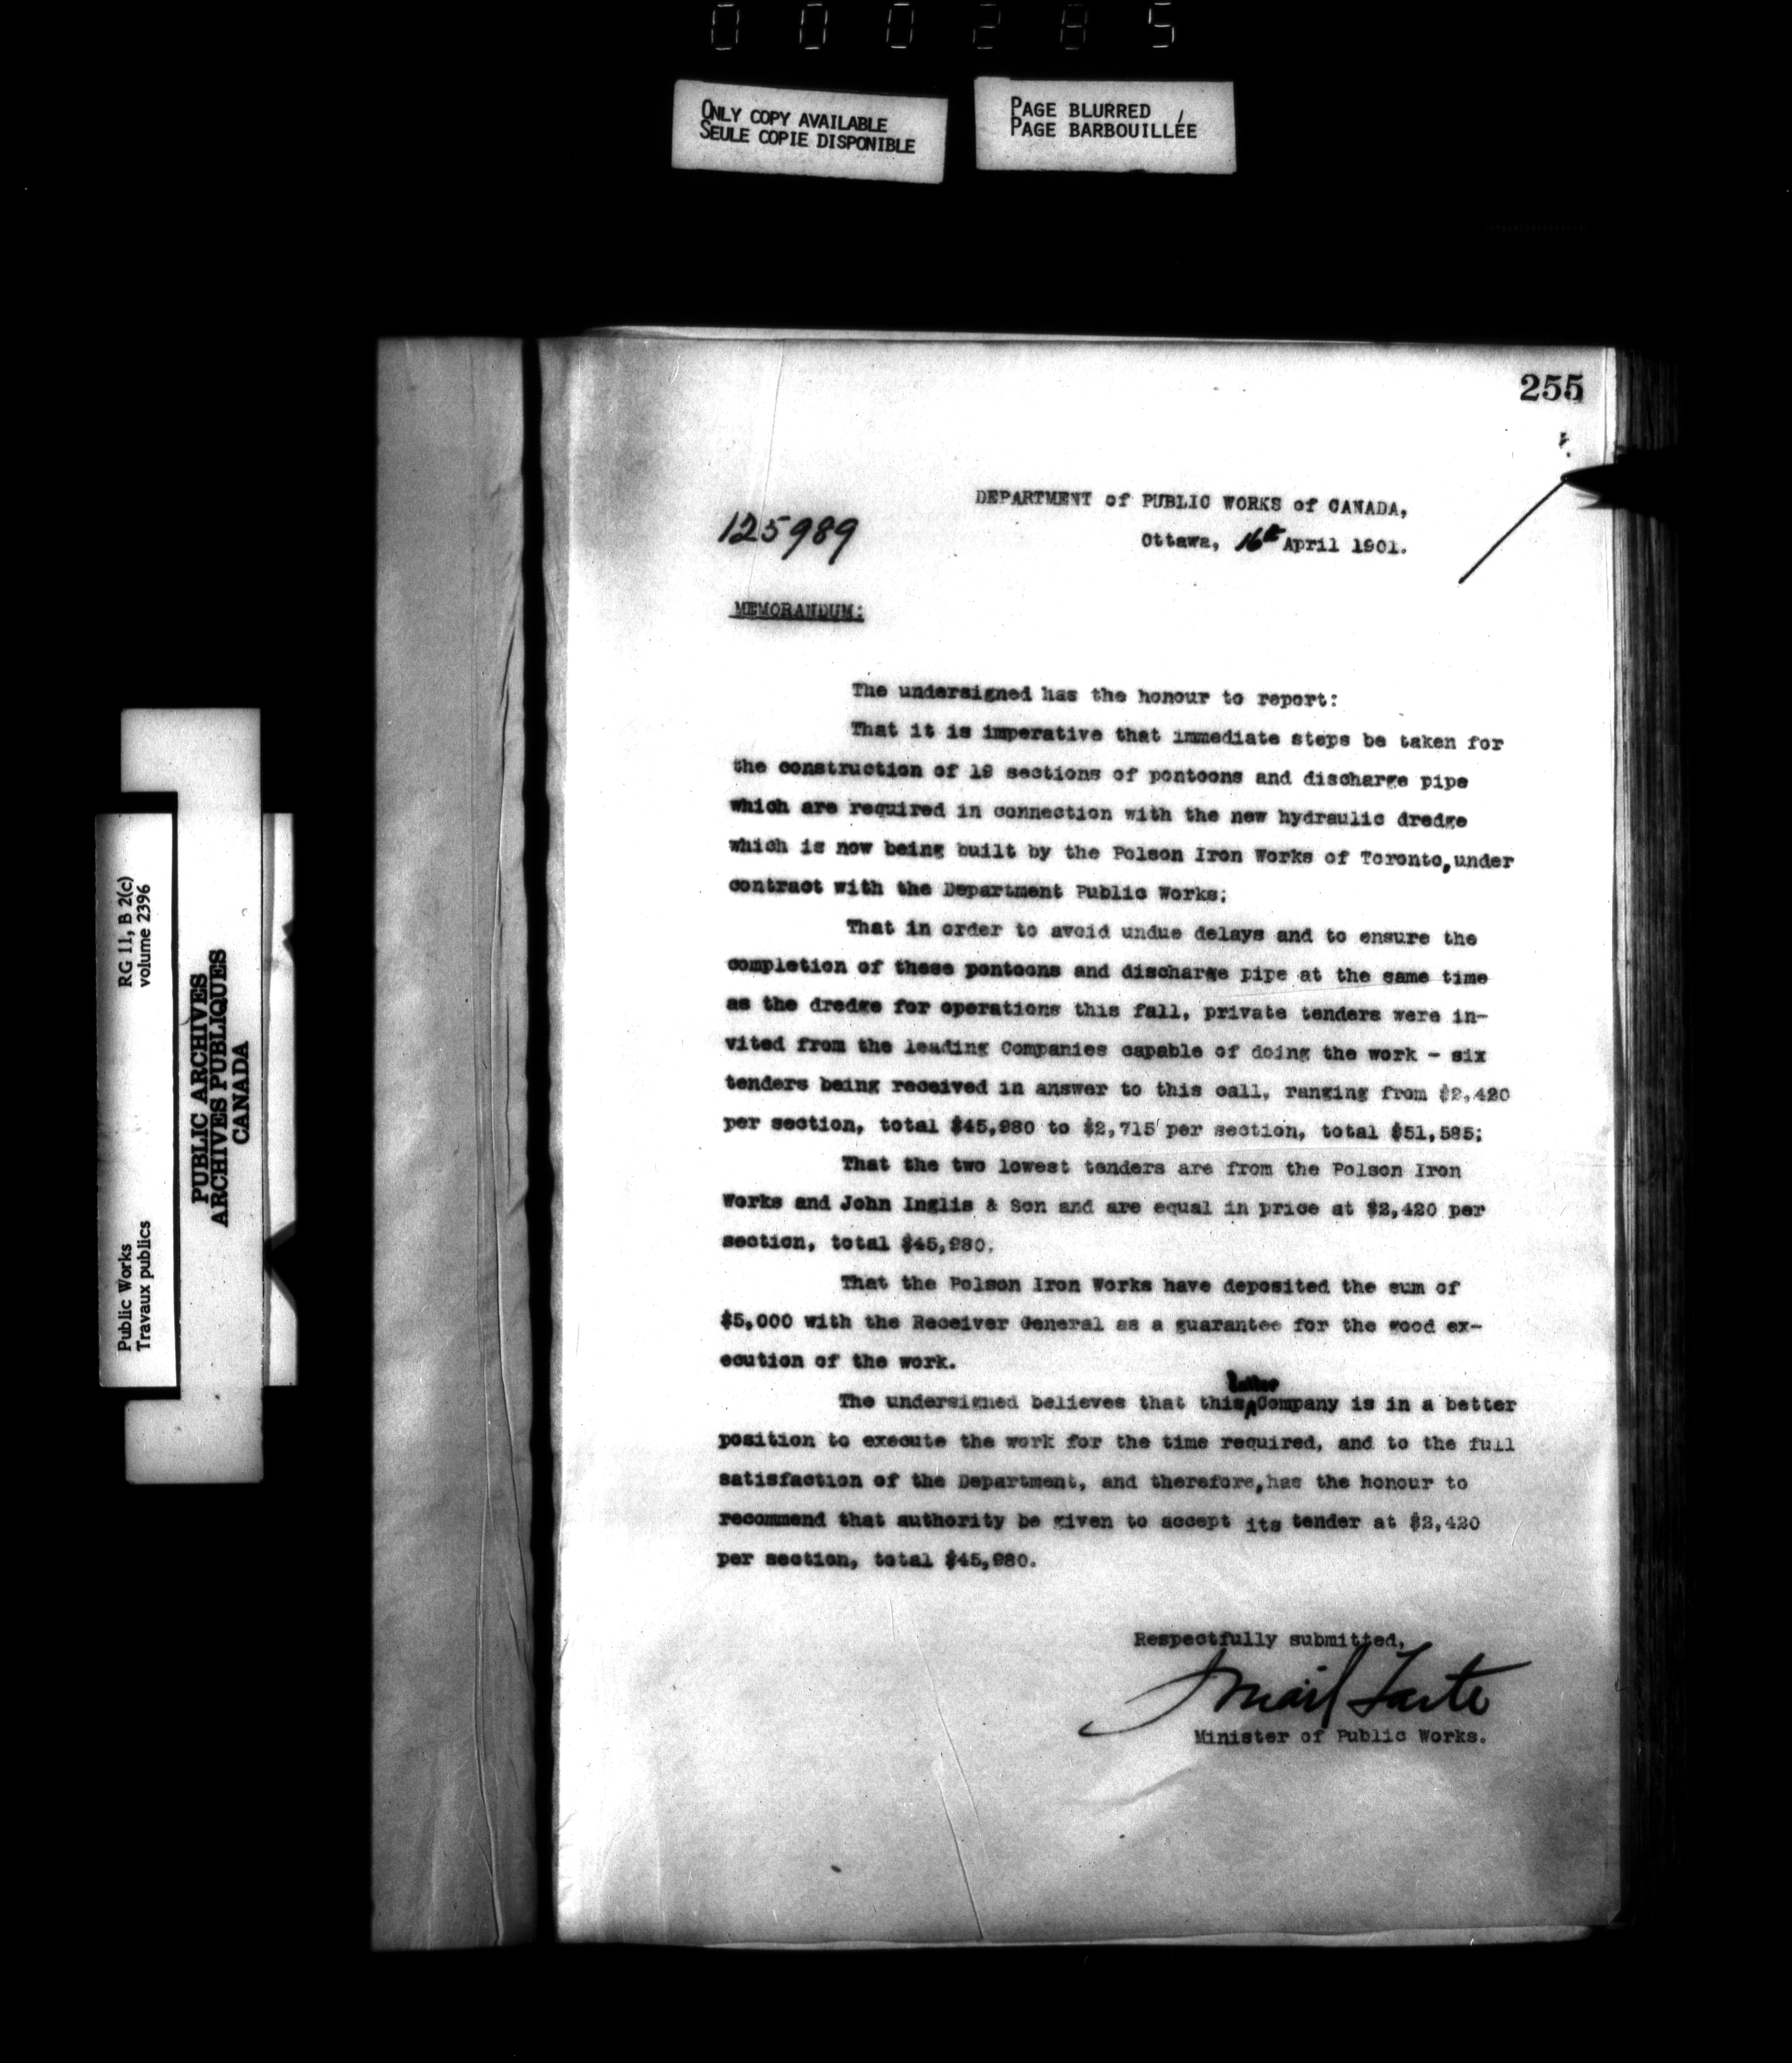 000285
ONLY COPY AVAILABLE
SEULE COPIE DISPONIBLE
PAGE BLURRED
PAGE BARBOUILLÉE
255
DEPARTMENT of PUBLIC WORKS of CANADA,
125989
Ottawa, 16th April 1901.
MEMORANDUM:
The undersigned has the honour to report:
That it is imperative that immediate steps be taken for
the construction of 19 sections of pontoons and discharge pipe
which are required in connection with the new hydraulic dredge
which is now being built by the Polson Iron Works of Toronto, under
contract with the Department Public Works;
That in order to avoid undue delays and to ensure the
completion of these pontoons and discharge pipe at the same time
as the dredge for operations this fall, private tenders were in-
vited from the leading Companies capable of doing the work - six
tenders being received in answer to this call, ranging from $2,420
per section, total $45,980 to $2,715 per section, total $51,585;
That the two lowest tenders are from the Polson Iron
Works and John Inglis & Son and are equal in price at $2,420 per
section, total $45,980.
That the Polson Iron Works have deposited the sum of
$5,000 with the Receiver General as a guarantee for the good ex-
ecution of the work.
latter
The undersigned believes that this Company is in a better
position to execute the work for the time required, and to the full
satisfaction of the Department, and therefore, has the honour to
recommend that authority be given to accept its tender at $2,420
per section, total $45,980.
Respectfully submitted,
Minister of Public Works.
RG 11, B 2(c)
volume 2396
Public Works
Travaux publics
PUBLIC ARCHIVES
ARCHIVES PUBLIQUES
CANADA